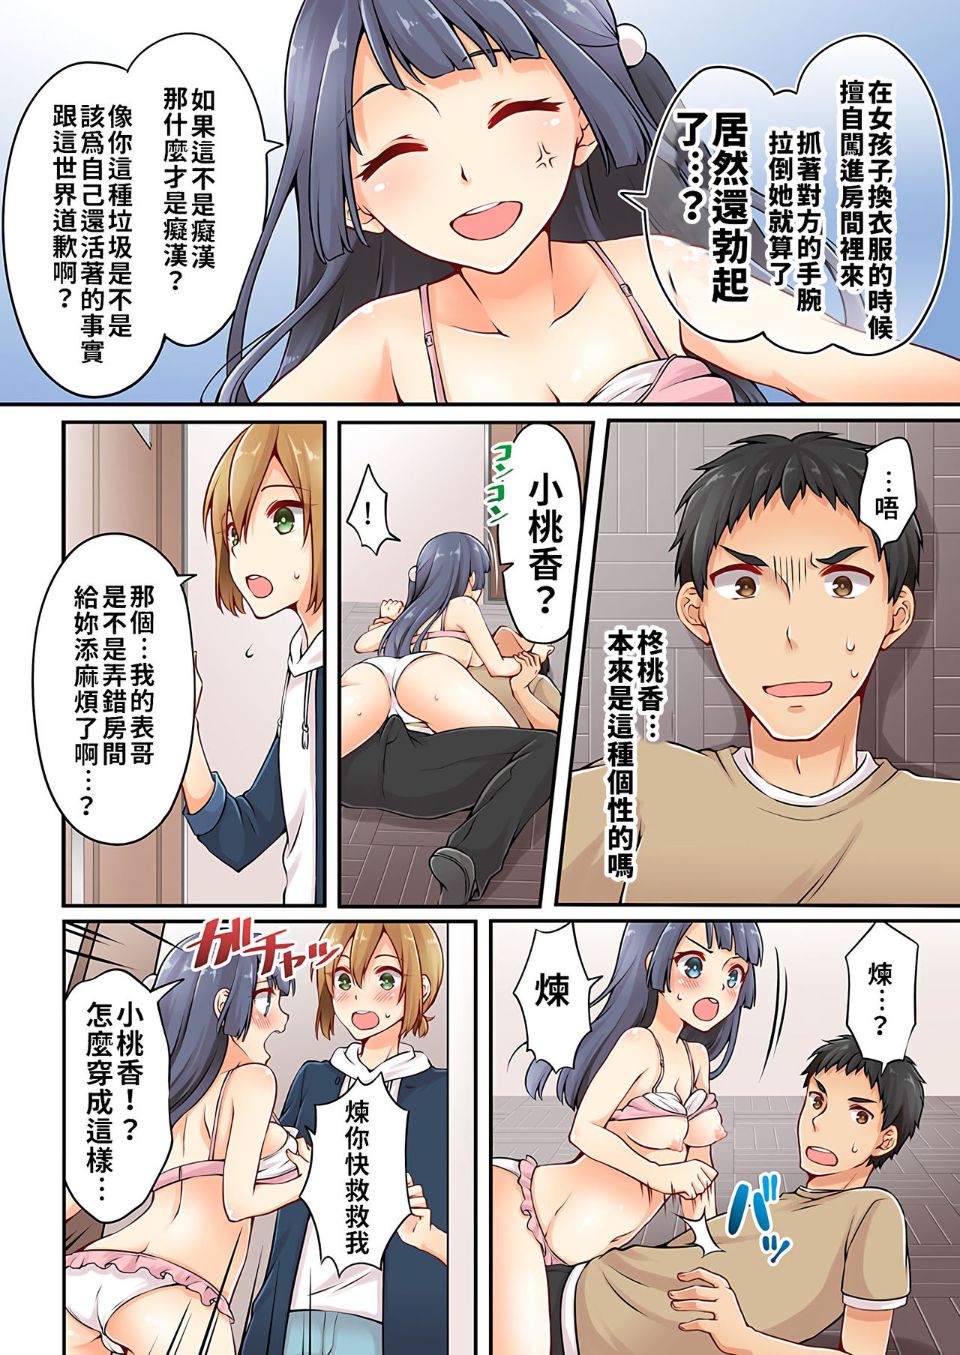 在女孩子換衣服的時候
擅自闖進房間裡來
抓著對方的手腕
拉倒她就算了
居然還勃起
了…？
如果這不是癡漢
那什麼才是癡漢？
像你這種垃圾是不是
該為自己還活著的事實
跟這世界道歉啊？
…唔
柊桃香…
本來是這種個性的嗎
小桃香？
コンコン
！
那個…我的表哥
是不是弄錯房間
給妳添麻煩了啊…？
煉…？
煉
バッ
ガチャッ
煉你快救救我
小桃香！？
怎麼穿成這樣…